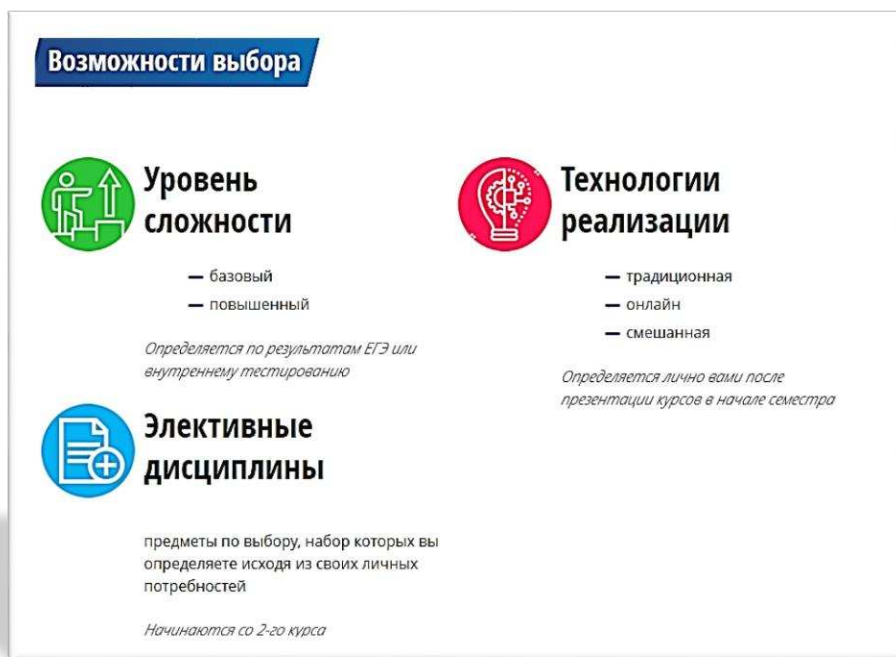 Возможности выбора
Уровень
сложности
— базовый
— повышенный
Определяется по результатам ЕГЭ или
внутреннему тестированию
Технологии
реализации
— традиционная
— онлайн
— смешанная
Определяется лично вами после
презентации курсов в начале семестра
Элективные
дисциплины
предметы по выбору, набор которых вы
определяете исходя из своих личных
потребностей
Начинаются со 2-го курса